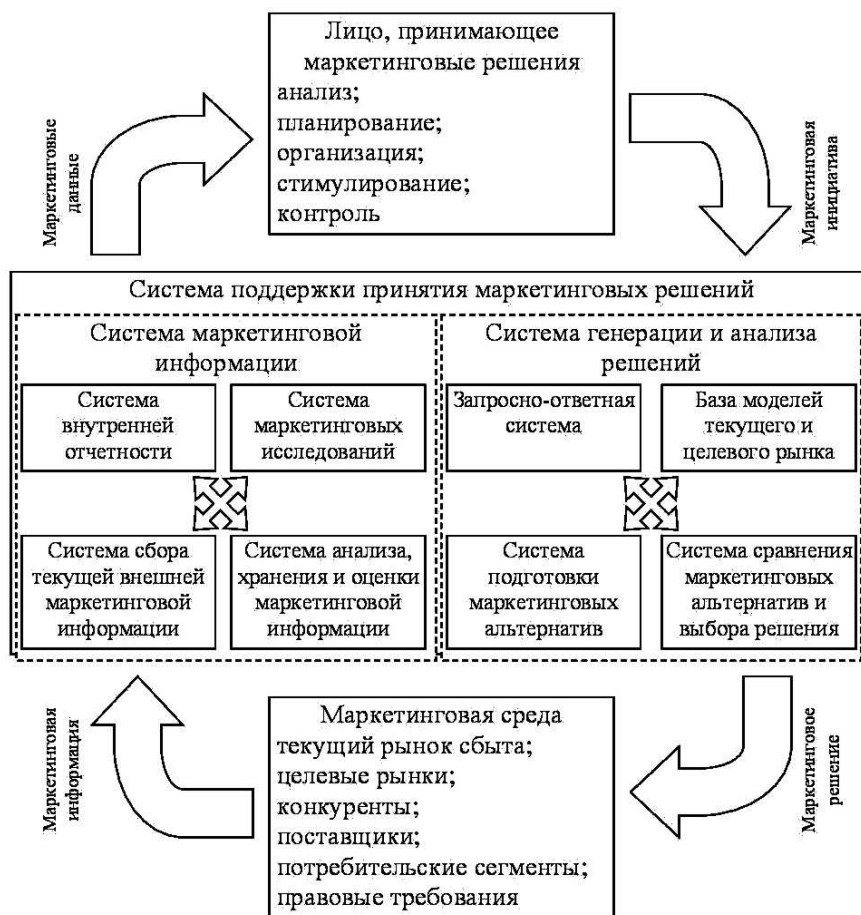 Лицо, принимающее
маркетинговые решения
анализ;
планирование;
организация;
стимулирование;
контроль
Маркетинговые
данные
Маркетинговая
инициатива
Система поддержки принятия маркетинговых решений
Система маркетинговой
информации
Система внутренней
отчетности
Система
маркетинговых
исследований
Система сбора
текущей внешней
маркетинговой
информации
Система анализа,
хранения и оценки
маркетинговой
информации
Система генерации и анализа
решений
Запросно-ответная
система
База моделей
текущего и
целевого рынка
Система
подготовки
маркетинговых
альтернатив
Система сравнения
маркетинговых
альтернатив и
выбора решения
Маркетинговая
информация
Маркетинговое
решение
Маркетинговая среда
текущий рынок сбыта;
целевые рынки;
конкуренты;
поставщики;
потребительские сегменты;
правовые требования